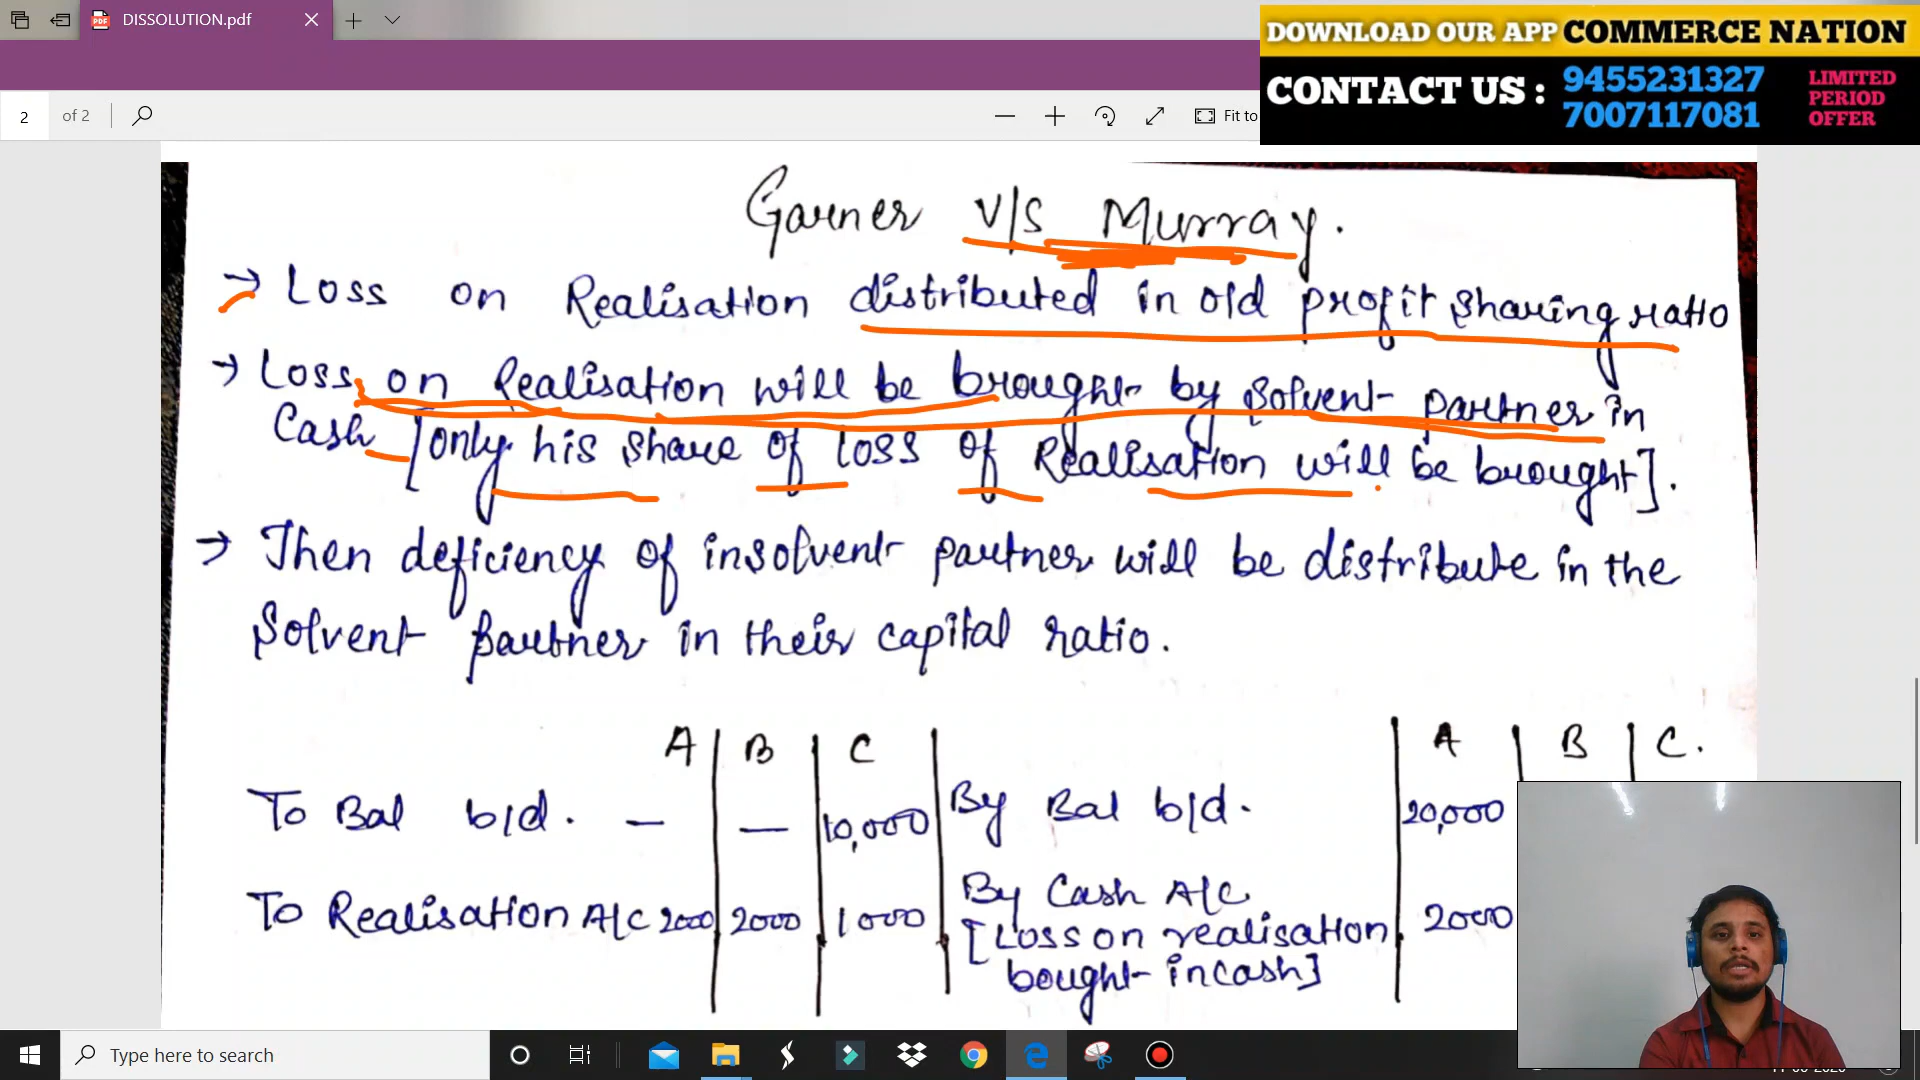 DISSOLUTION.pdf
DOWNLOAD OUR APP COMMERCE NATION
CONTACT US : 9455231327
7007117081
LIMITED
PERIOD
OFFER
2 of 2
Fit to
Garner V/S Murray.
→ Loss on Realisation distributed in old profit sharing ratio
→ Loss on Realisation will be brought by Solvent partner in
Cash [only his share of loss of Realisation will be brought].
→ Then deficiency of insolvent partner will be distribute in the
Solvent partner in their capital ratio.
A B C A B C.
To Bal b/d. — — 10,000 By Bal b/d. 20,000
To Realisation A/C 2000 2000 1000 By Cash A/C. 2000
[Loss on realisation
bought in cash]
Type here to search